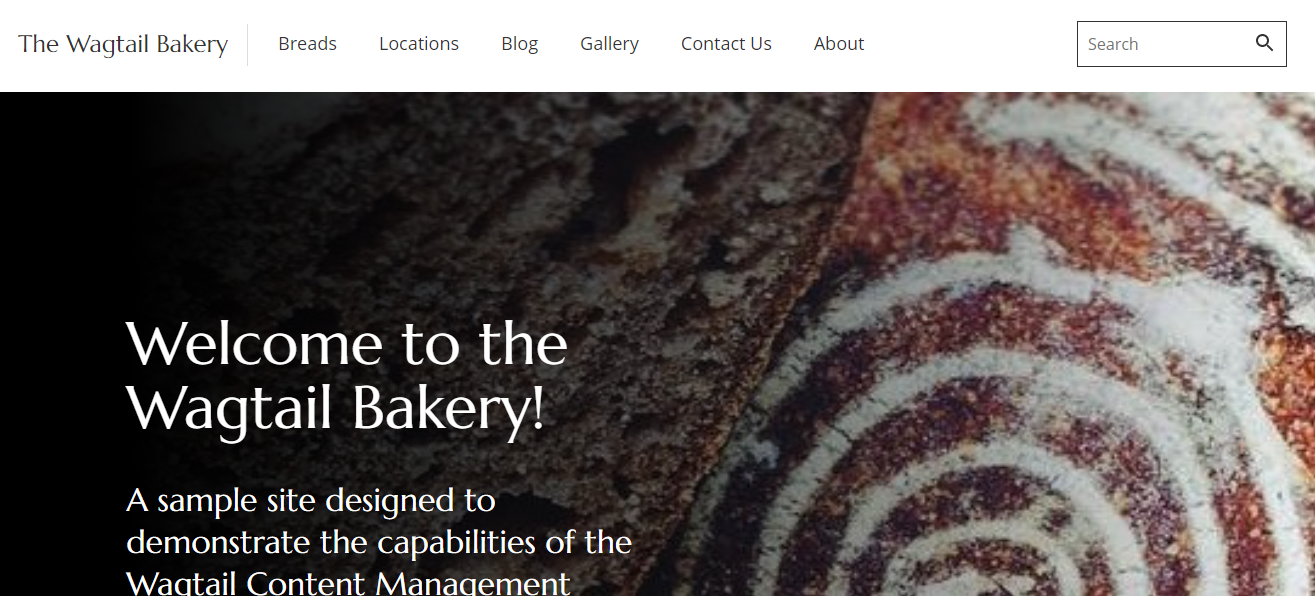 The Wagtail Bakery
Breads Locations Blog Gallery Contact Us About
Search
Welcome to the
Wagtail Bakery!
A sample site designed to
demonstrate the capabilities of the
Wagtail Content Management